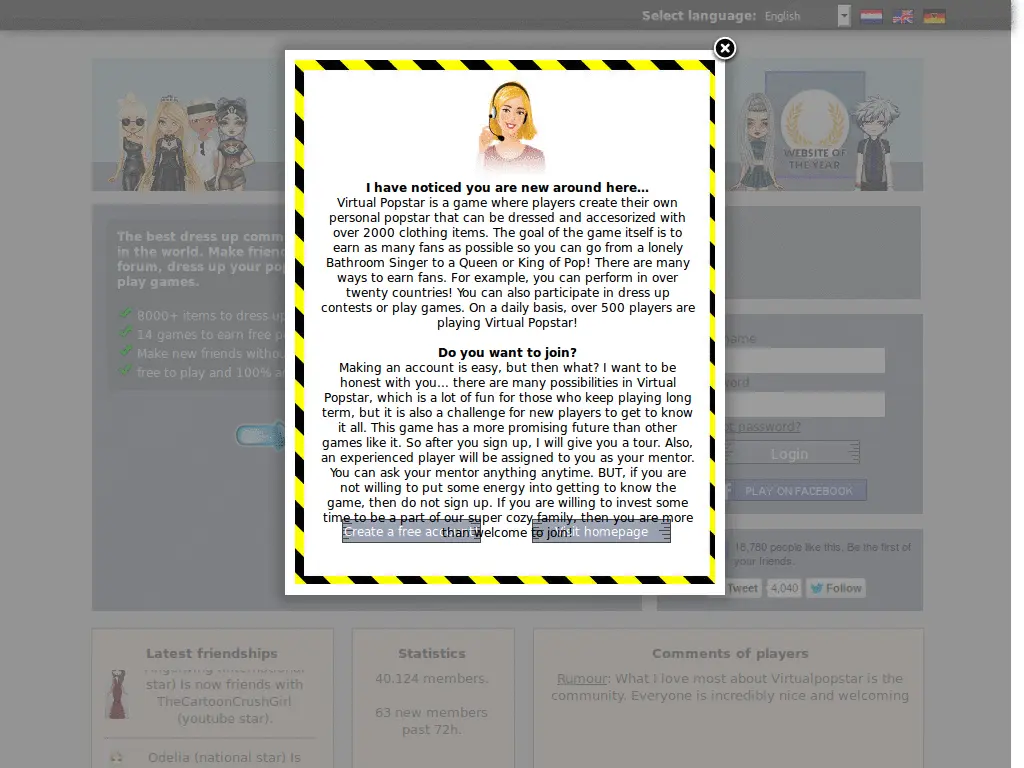 Select language: English
WEBSITE OF
THE YEAR
I have noticed you are new around here...
Virtual Popstar is a game where players create their own
personal popstar that can be dressed and accesorized with
over 2000 clothing items. The goal of the game itself is to
earn as many fans as possible so you can go from a lonely
Bathroom Singer to a Queen or King of Pop! There are many
ways to earn fans. For example, you can perform in over
twenty countries! You can also participate in dress up
contests or play games. On a daily basis, over 500 players are
playing Virtual Popstar!
Do you want to join?
Making an account is easy, but then what? I want to be
honest with you... there are many possibilities in Virtual
Popstar, which is a lot of fun for those who keep playing long
term, but it is also a challenge for new players to get to know
it all. This game has a more promising future than other
games like it. So after you sign up, I will give you a tour. Also,
an experienced player will be assigned to you as your mentor.
You can ask your mentor anything anytime. BUT, if you are
not willing to put some energy into getting to know the
game, then do not sign up. If you are willing to invest some
time to be a part of our super cozy family, then you are more
than welcome to join!
Create a free account!
Visit homepage
The best dress up comm
in the world. Make friend
forum, dress up your pop
play games.
8000+ items to dress up
14 games to earn free p
Make new friends withou
free to play and 100% a
name
word
password?
Login
PLAY ON FACEBOOK
18,780 people like this. Be the first of
your friends.
Tweet 4,040 Follow
Latest friendships
star) Is now friends with
TheCartoonCrushGirl
(youtube star).
Odelia (national star) Is
Statistics
40.124 members.
63 new members
past 72h.
Comments of players
Rumour: What I love most about Virtualpopstar is the
community. Everyone is incredibly nice and welcoming